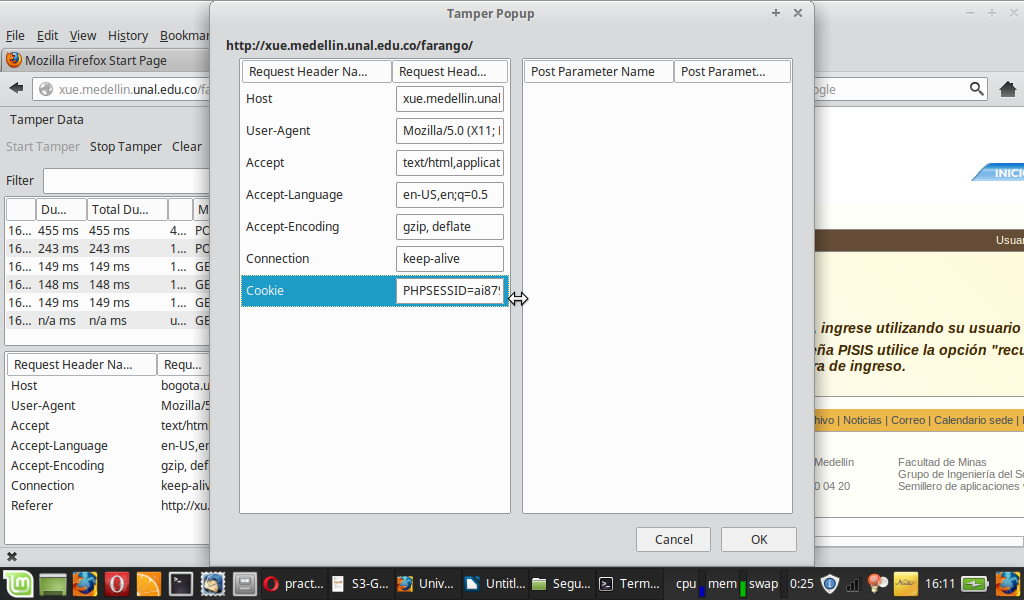 Tamper Popup
http://xue.medellin.unal.edu.co/farango/
Request Header Na...
Request Head...
Post Parameter Name
Post Paramet...
Host
xue.medellin.unal
User-Agent
Mozilla/5.0 (X11;
Accept
text/html,applicat
Accept-Language
en-US,en;q=0.5
Accept-Encoding
gzip, deflate
Connection
keep-alive
Cookie
PHPSESSID=ai879
Cancel
OK
File Edit View History Bookmar
Mozilla Firefox Start Page
xue.medellin.unal.edu.co/fa
ogle
Tamper Data
Start Tamper Stop Tamper Clear
Filter
Du... Total Du... M
16... 455 ms 455 ms 4... PO
16... 243 ms 243 ms 1... PO
16... 149 ms 149 ms 1... GE
16... 148 ms 148 ms 1... GE
16... 149 ms 149 ms 1... GE
16... n/a ms n/a ms u... GE
Request Header Na... Requ...
Host bogota.u
User-Agent Mozilla/5
Accept text/htm
Accept-Language en-US,en
Accept-Encoding gzip, def
Connection keep-aliv
Referer http://xu.
INICI
Usuar
, ingrese utilizando su usuario
eña PISIS utilice la opción "recu
ra de ingreso.
hivo | Noticias | Correo | Calendario sede |
Medellín
0 04 20
Facultad de Minas
Grupo de Ingeniería del So
Semillero de aplicaciones
pract... S3-G... Univ... Untitl... Segu... Term... cpu mem swap 0:25 16:11